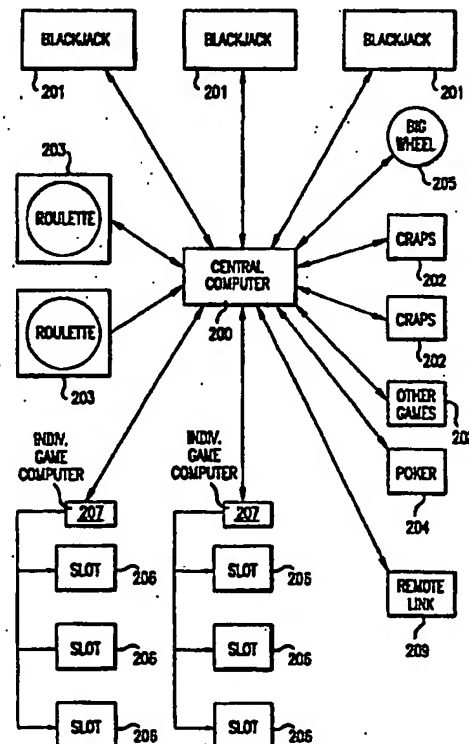 BLACKJACK
BLACKJACK
BLACKJACK
201
201
201
BIG
WHEEL
205
203
ROULETTE
CENTRAL
COMPUTER
200
CRAPS
202
CRAPS
202
ROULETTE
203
OTHER
GAMES
POKER
204
INDIV.
GAME
COMPUTER
207
INDIV.
GAME
COMPUTER
207
SLOT
206
SLOT
206
REMOTE
LINK
209
SLOT
206
SLOT
206
SLOT
206
SLOT
206